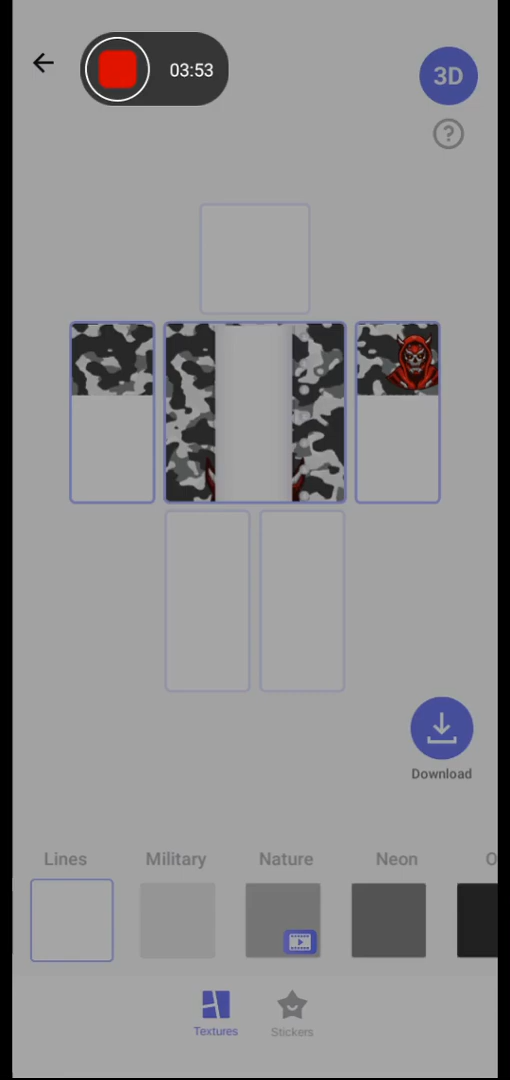 03:53
3D
?
Download
Lines Military Nature Neon O
Textures Stickers